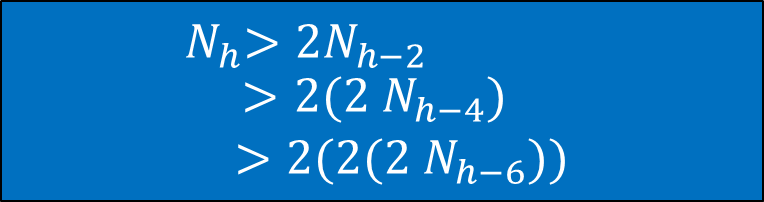 N_h > 2N_{h−2}
> 2(2 N_{h−4})
> 2(2(2 N_{h−6}))